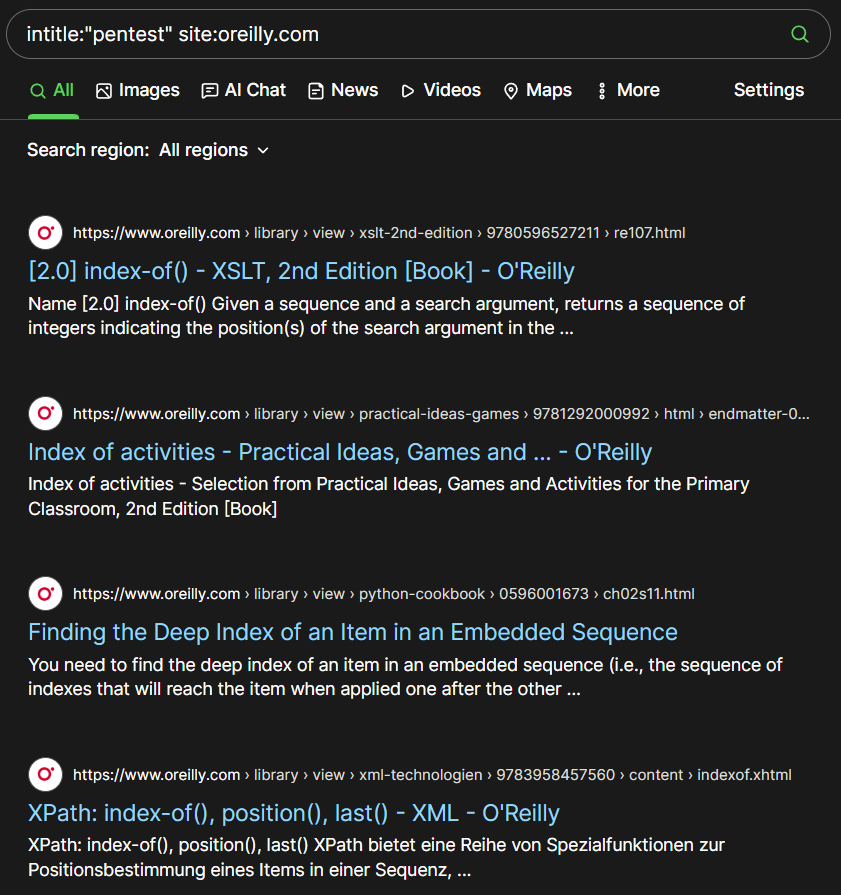 intitle:"pentest" site:oreilly.com
All Images AI Chat News Videos Maps More Settings
Search region: All regions
https://www.oreilly.com › library › view › xslt-2nd-edition › 9780596527211 › re107.html
[2.0] index-of() - XSLT, 2nd Edition [Book] - O'Reilly
Name [2.0] index-of() Given a sequence and a search argument, returns a sequence of
integers indicating the position(s) of the search argument in the ...
https://www.oreilly.com › library › view › practical-ideas-games › 9781292000992 › html › endmatter-0...
Index of activities - Practical Ideas, Games and ... - O'Reilly
Index of activities - Selection from Practical Ideas, Games and Activities for the Primary
Classroom, 2nd Edition [Book]
https://www.oreilly.com › library › view › python-cookbook › 0596001673 › ch02s11.html
Finding the Deep Index of an Item in an Embedded Sequence
You need to find the deep index of an item in an embedded sequence (i.e., the sequence of
indexes that will reach the item when applied one after the other ...
https://www.oreilly.com › library › view › xml-technologien › 9783958457560 › content › indexof.xhtml
XPath: index-of(), position(), last() - XML - O'Reilly
XPath: index-of(), position(), last() XPath bietet eine Reihe von Spezialfunktionen zur
Positionsbestimmung eines Items in einer Sequenz, ...